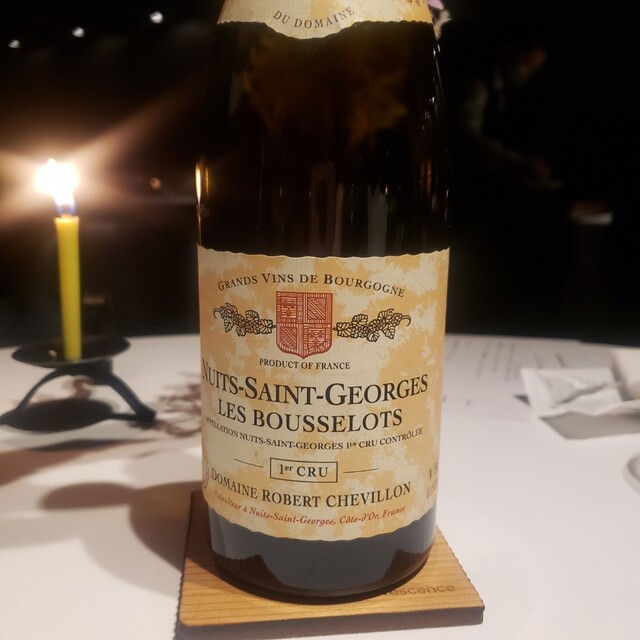 DU DOMAINE
GRANDS VINS DE BOURGOGNE
PRODUCT OF FRANCE
NUITS-SAINT-GEORGES
LES BOUSSELOTS
APPELLATION NUITS-SAINT-GEORGES 1ER CRU CONTRÔLÉE
1er CRU
DOMAINE ROBERT CHEVILLON
Viticulteur à Nuits-Saint-Georges, Côte-d'Or, France